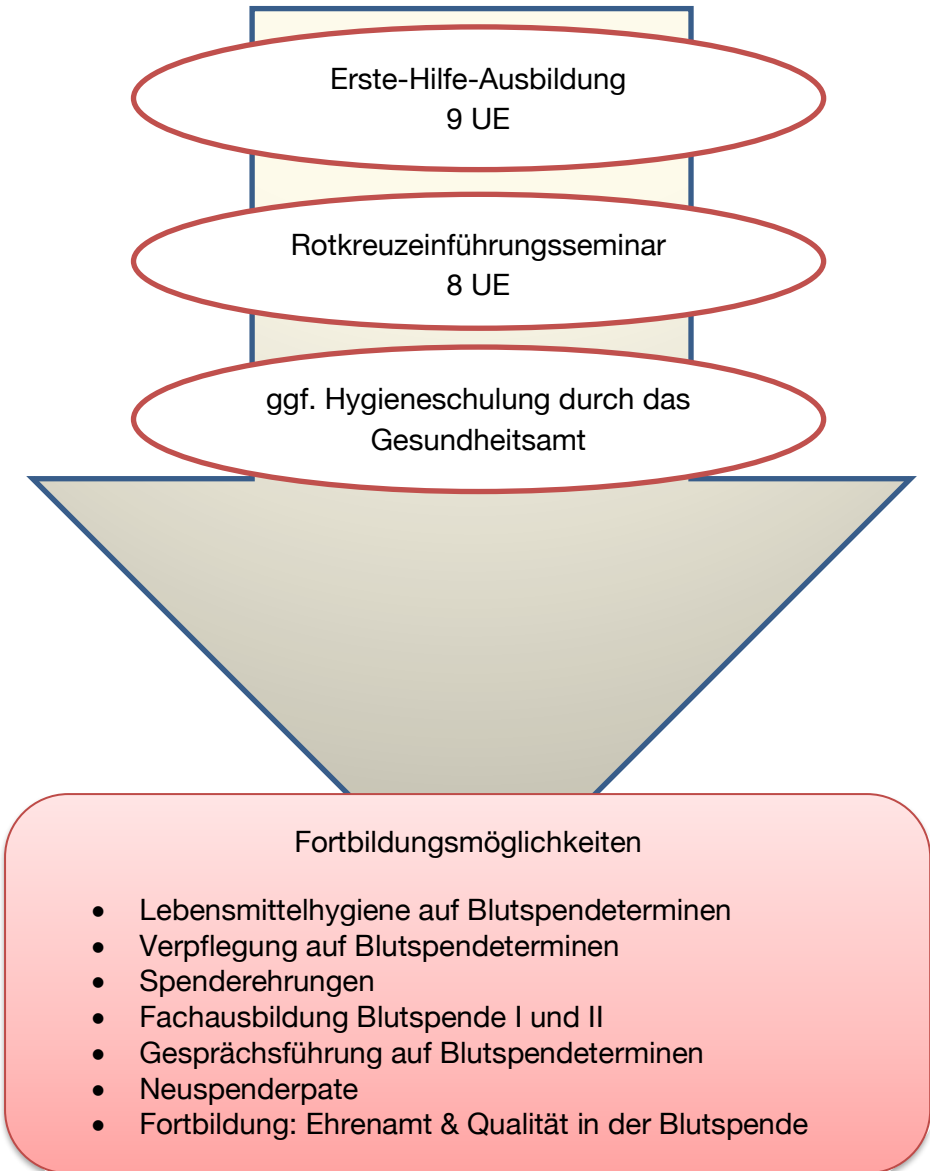 Erste-Hilfe-Ausbildung
9 UE
Rotkreuzeinführungsseminar
8 UE
ggf. Hygieneschulung durch das
Gesundheitsamt
Fortbildungsmöglichkeiten
• Lebensmittelhygiene auf Blutspendeterminen
• Verpflegung auf Blutspendeterminen
• Spenderehrungen
• Fachausbildung Blutspende I und II
• Gesprächsführung auf Blutspendeterminen
• Neuspenderpate
• Fortbildung: Ehrenamt & Qualität in der Blutspende